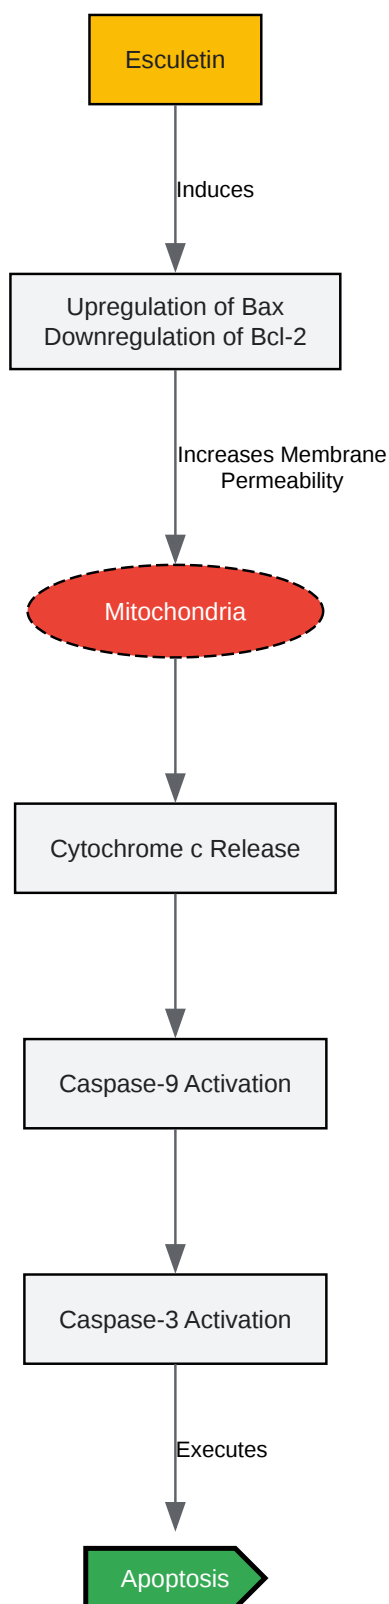 Esculetin
Induces
Upregulation of Bax
Downregulation of Bcl-2
Increases Membrane
Permeability
Mitochondria
Cytochrome c Release
Caspase-9 Activation
Caspase-3 Activation
Executes
Apoptosis